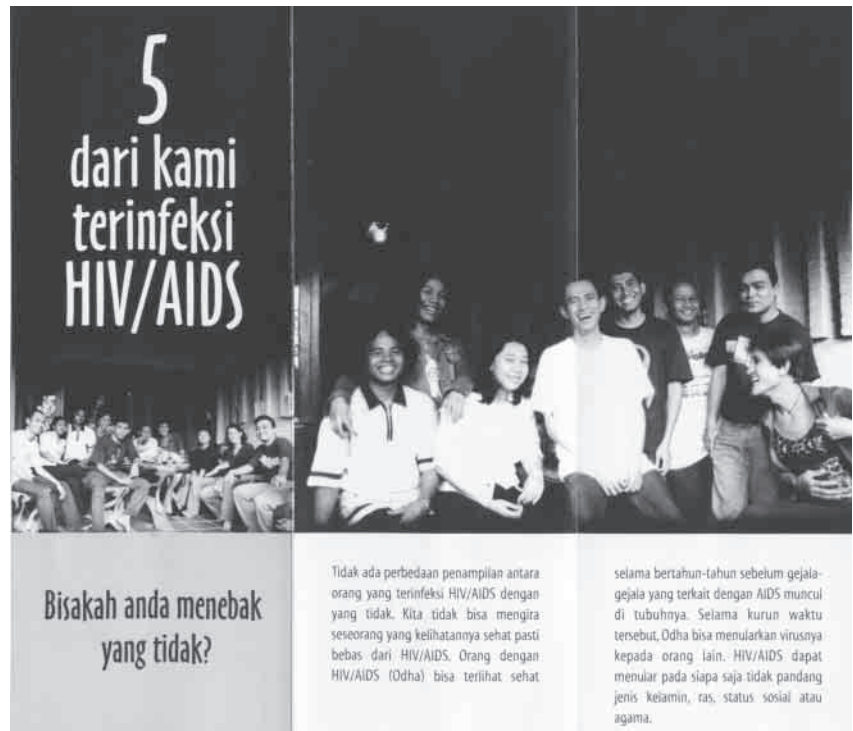 5
dari kami
terinfeksi
HIV/AIDS
Bisakah anda menebak
yang tidak?
Tidak ada perbedaan penampilan antara
orang yang terinfeksi HIV/AIDS dengan
yang tidak. Kita tidak bisa mengira
seseorang yang kelihatannya sehat pasti
bebas dari HIV/AIDS. Orang dengan
HIV/AIDS (Odha) bisa terlihat sehat
selama bertahun-tahun sebelum gejala-
gejala yang terkait dengan AIDS muncul
di tubuhnya. Selama kurun waktu
tersebut, Odha bisa menularkan virusnya
kepada orang lain. HIV/AIDS dapat
menular pada siapa saja tidak pandang
jenis kelamin, ras, status sosial atau
agama.